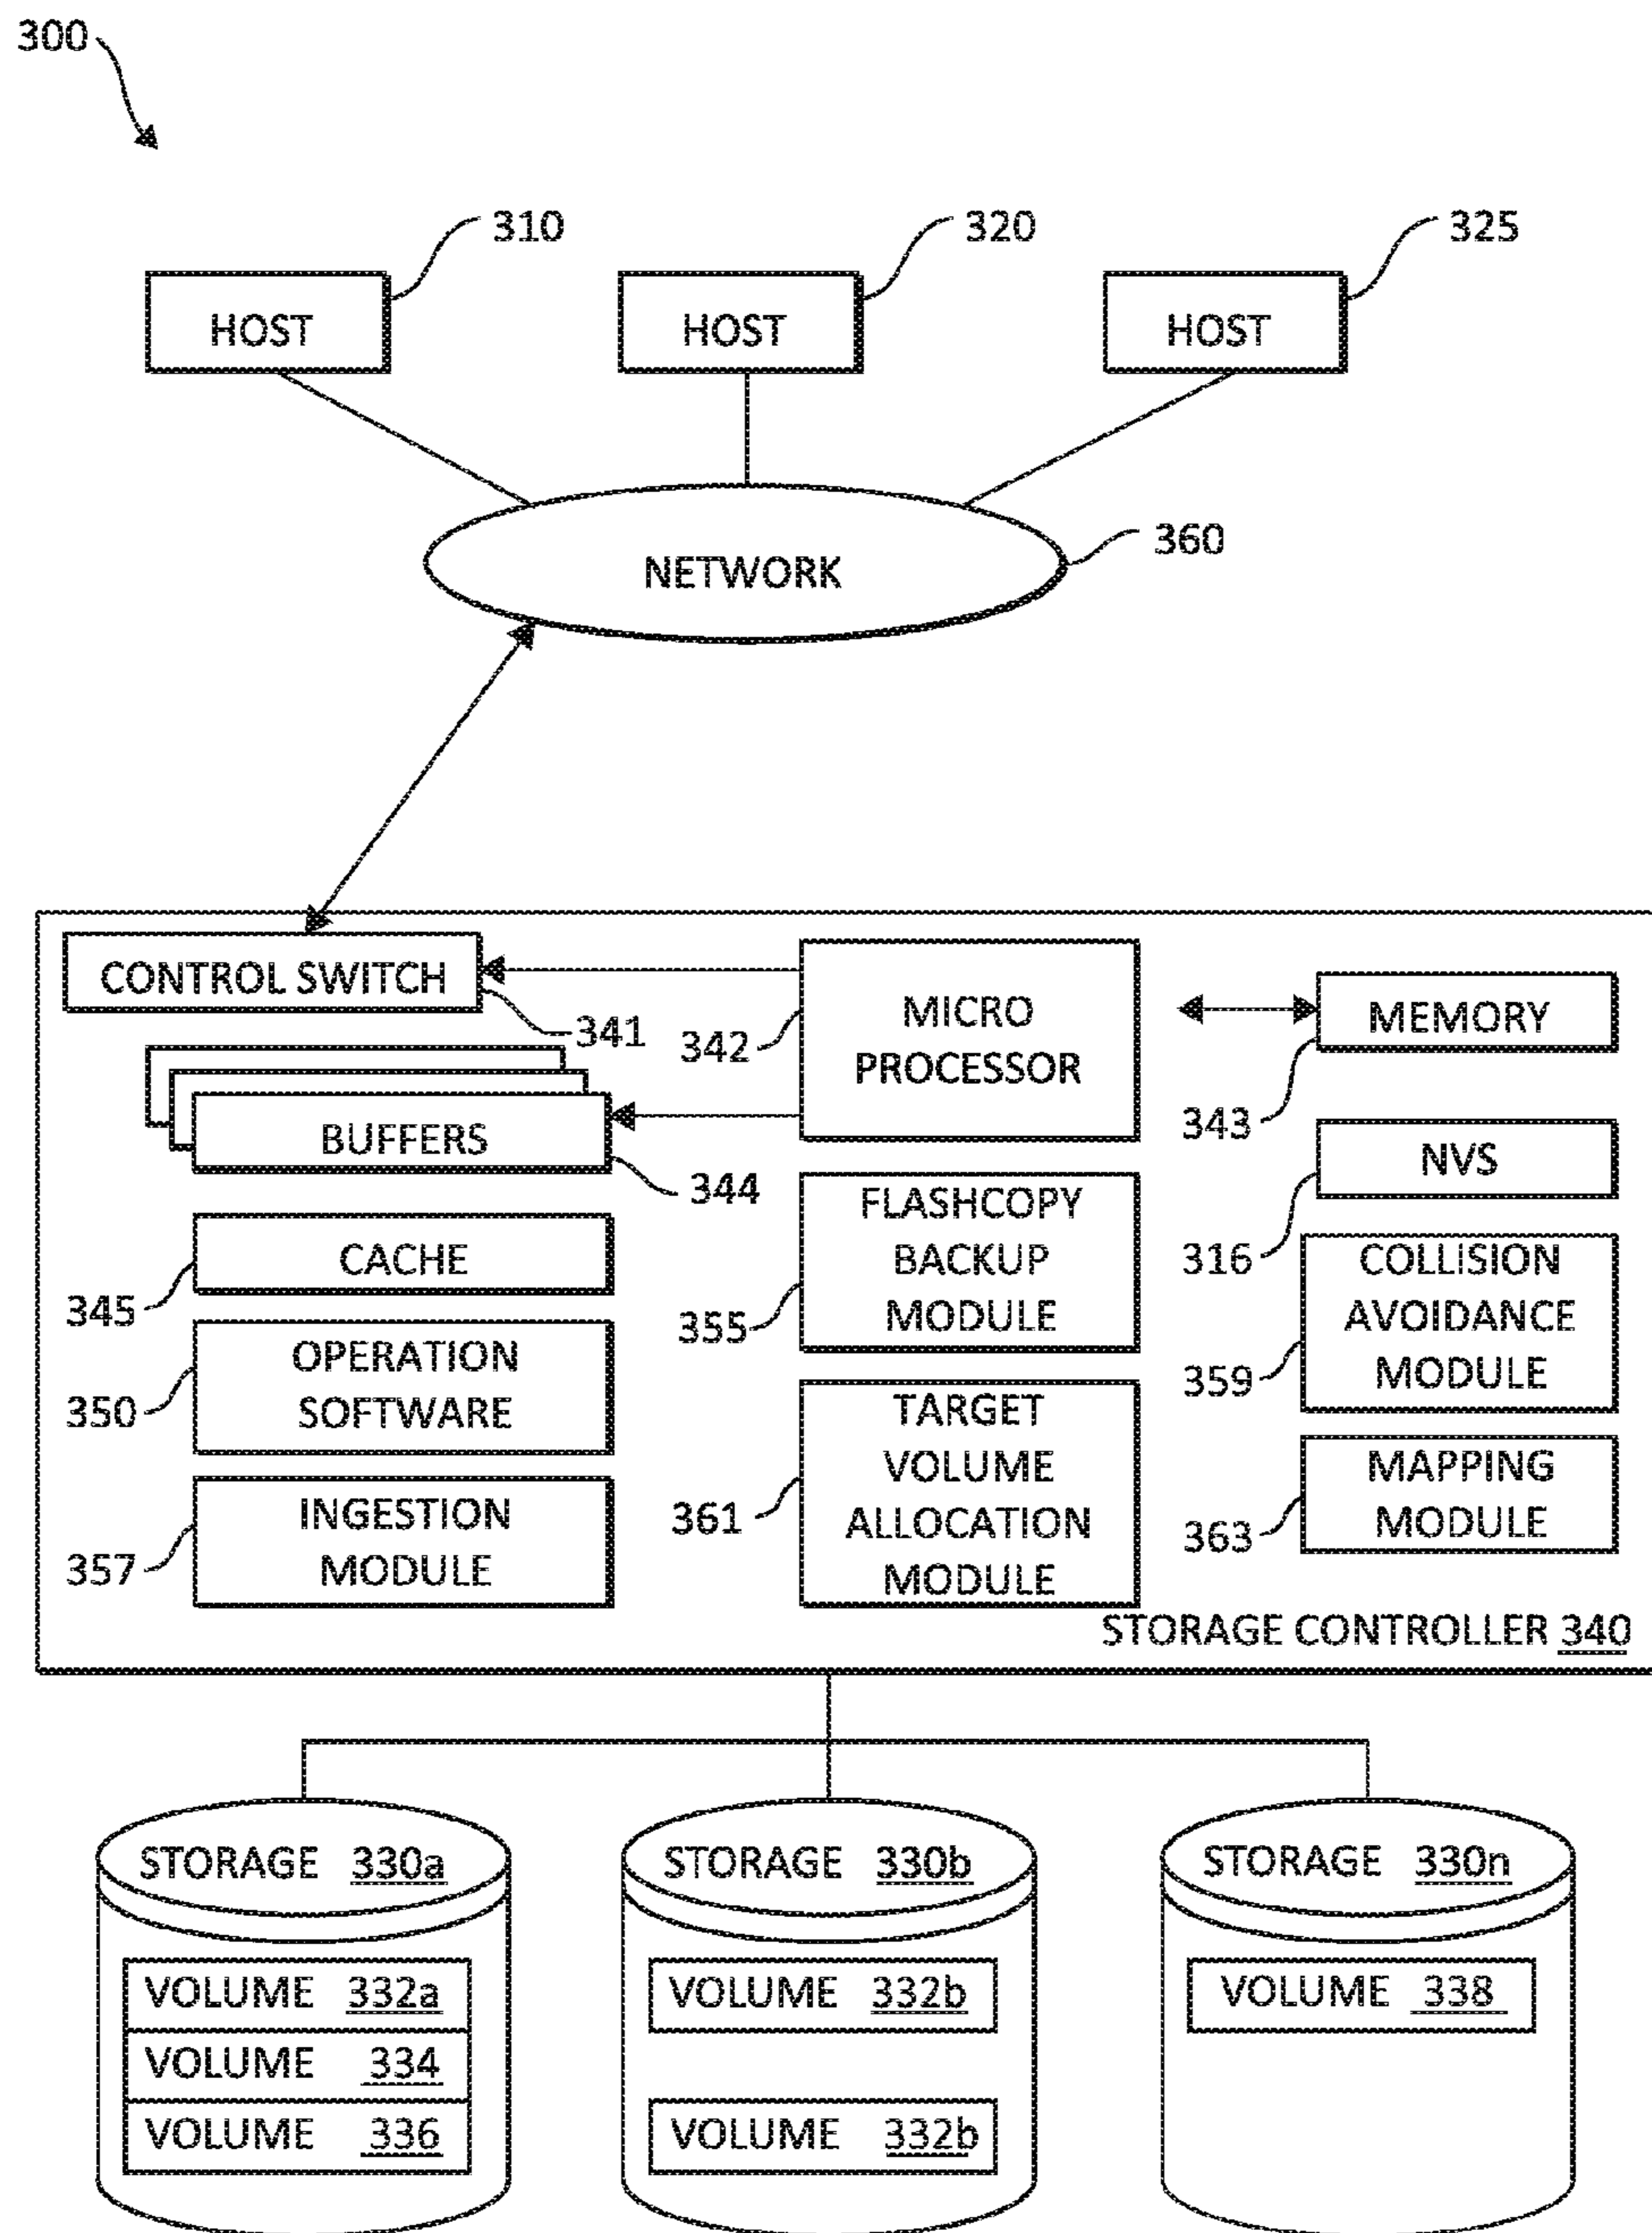 300
310
320
325
HOST
HOST
HOST
360
NETWORK
CONTROL SWITCH
341
342
MICRO
PROCESSOR
MEMORY
343
BUFFERS
344
NVS
316
CACHE
345
FLASHCOPY
BACKUP
MODULE
355
COLLISION
AVOIDANCE
MODULE
359
OPERATION
SOFTWARE
350
TARGET
VOLUME
ALLOCATION
MODULE
361
MAPPING
MODULE
363
INGESTION
MODULE
357
STORAGE CONTROLLER 340
STORAGE 330a
STORAGE 330b
STORAGE 330n
VOLUME 332a
VOLUME 334
VOLUME 336
VOLUME 332b
VOLUME 332b
VOLUME 338